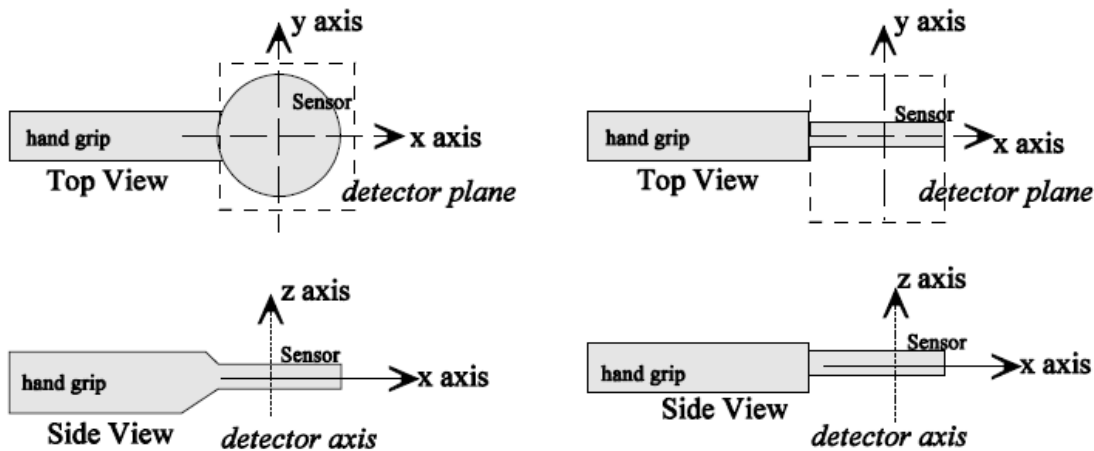 y axis
Sensor
hand grip
x axis
Top View
detector plane
z axis
Sensor
hand grip
x axis
Side View
detector axis
y axis
Sensor
hand grip
x axis
Top View
detector plane
z axis
Sensor
hand grip
x axis
Side View
detector axis